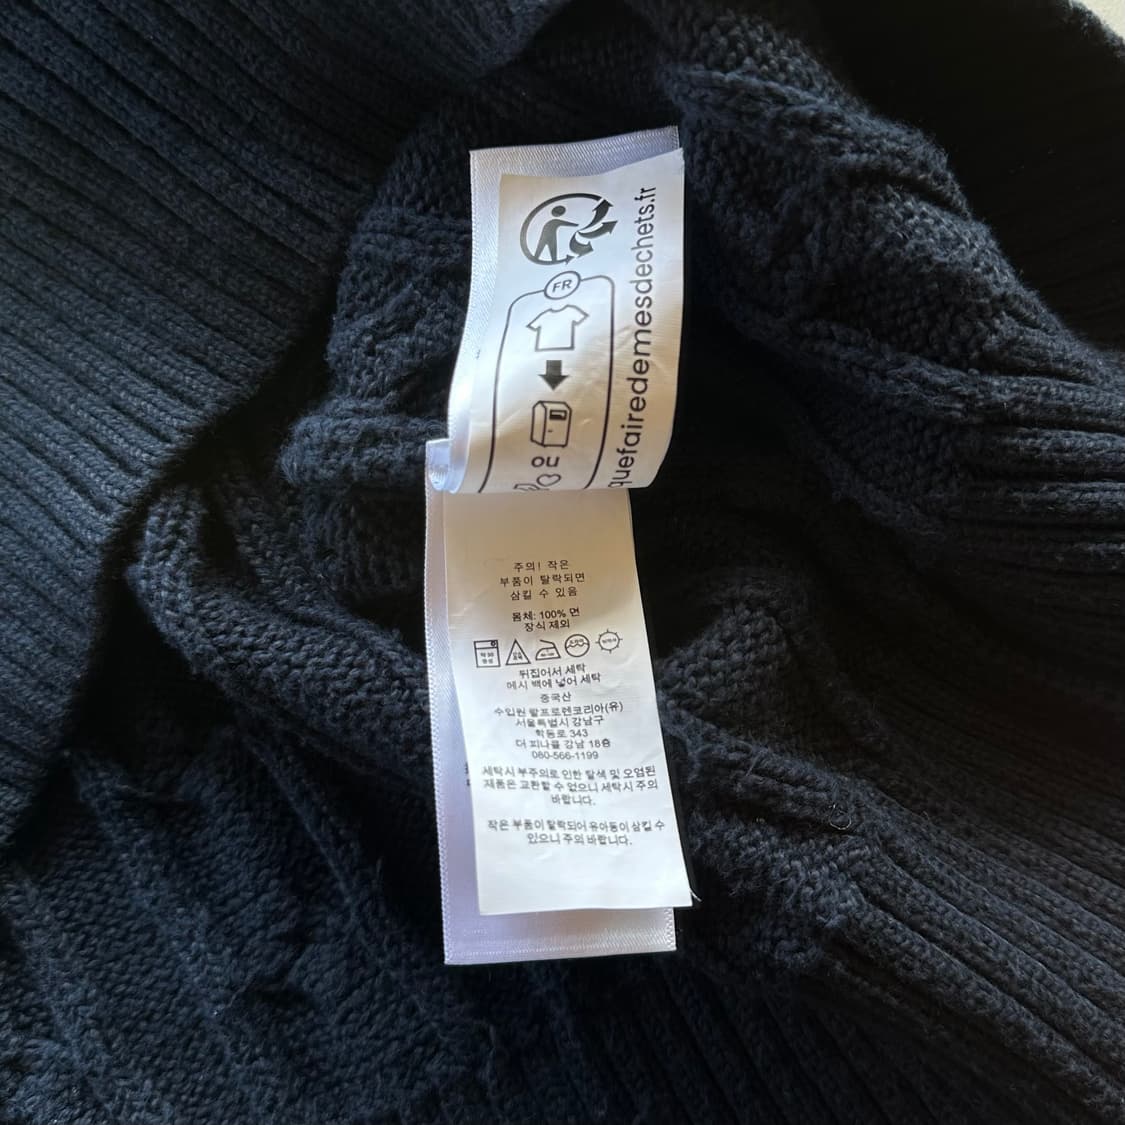 FR
OU
quefairedemesdechets.fr
주의! 작은
부품이 탈락되면
삼킬 수 있음
몸체: 100% 면
장식 제외
뒤집어서 세탁
메시 백에 넣어 세탁
중국산
수입원 랄프로렌코리아(유)
서울특별시 강남구
학동로 343
더 피나클 강남 18층
080-566-1199
세탁시 부주의로 인한 탈색 및 오염된
제품은 교환할 수 없으니 세탁시 주의
바랍니다.
작은 부품이 탈락되어 유아동이 삼킬 수
있으니 주의 바랍니다.